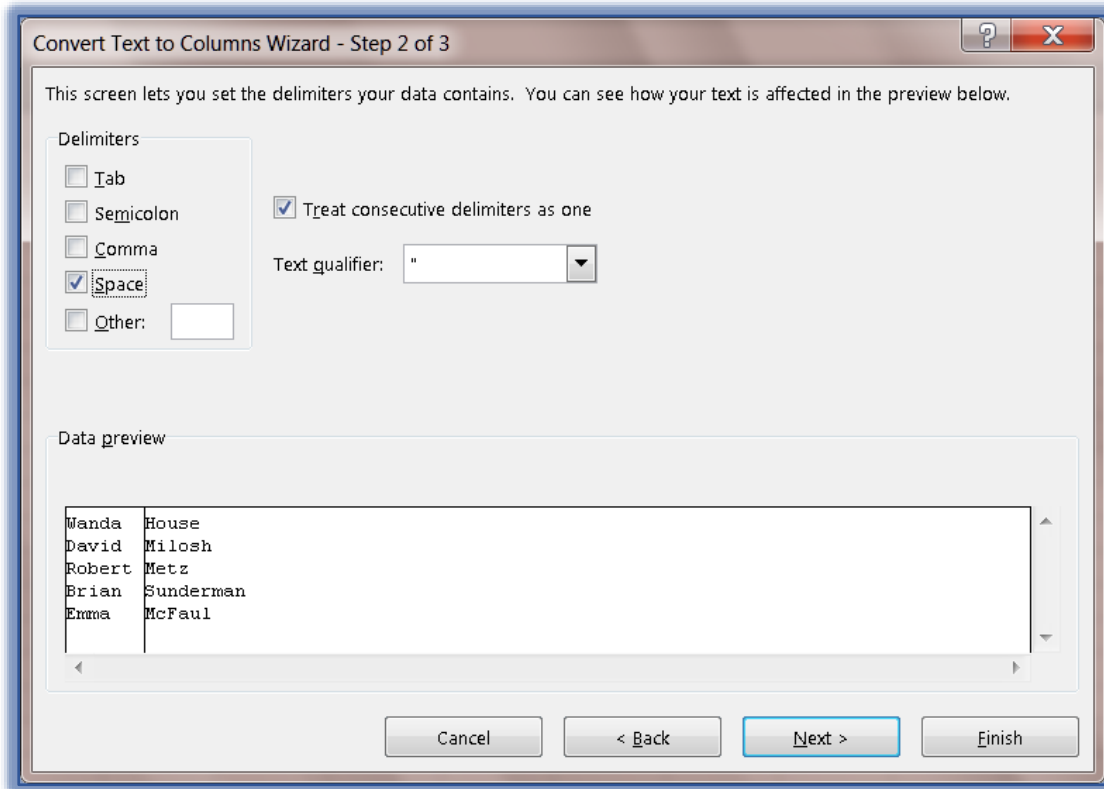 Convert Text to Columns Wizard - Step 2 of 3
This screen lets you set the delimiters your data contains.  You can see how your text is affected in the preview below.
Delimiters
Tab
Semicolon
Comma
Space
Other:
Treat consecutive delimiters as one
Text qualifier: "
Data preview
Wanda House
David Milosh
Robert Metz
Brian Sunderman
Emma McFaul
Cancel < Back Next > Finish